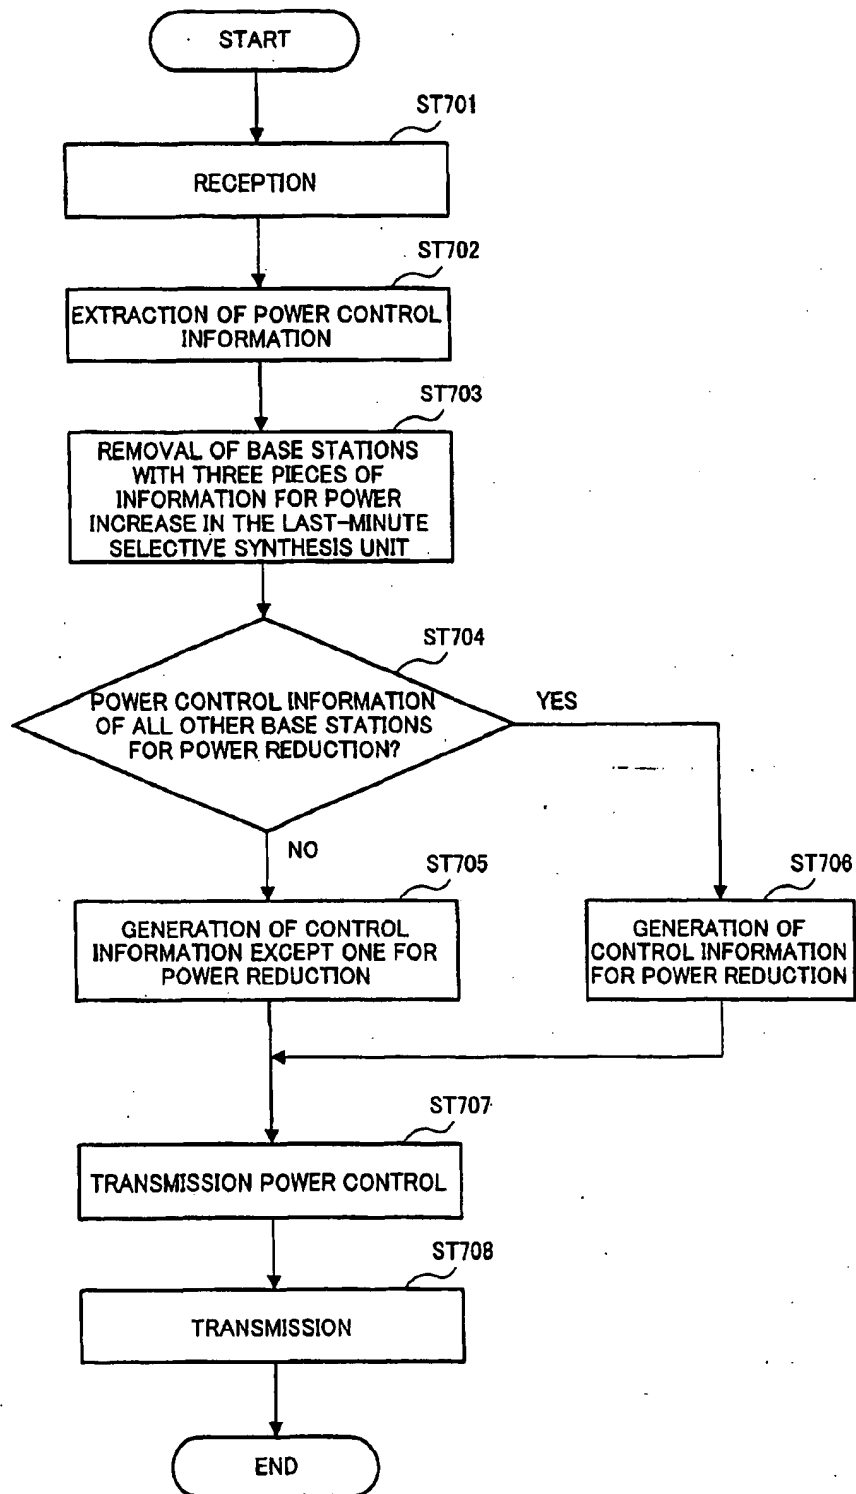 START
ST701
RECEPTION
ST702
EXTRACTION OF POWER CONTROL
INFORMATION
ST703
REMOVAL OF BASE STATIONS
WITH THREE PIECES OF
INFORMATION FOR POWER
INCREASE IN THE LAST-MINUTE
SELECTIVE SYNTHESIS UNIT
ST704
POWER CONTROL INFORMATION
OF ALL OTHER BASE STATIONS
FOR POWER REDUCTION?
YES
NO
ST705
GENERATION OF CONTROL
INFORMATION EXCEPT ONE FOR
POWER REDUCTION
ST706
GENERATION OF
CONTROL INFORMATION
FOR POWER REDUCTION
ST707
TRANSMISSION POWER CONTROL
ST708
TRANSMISSION
END